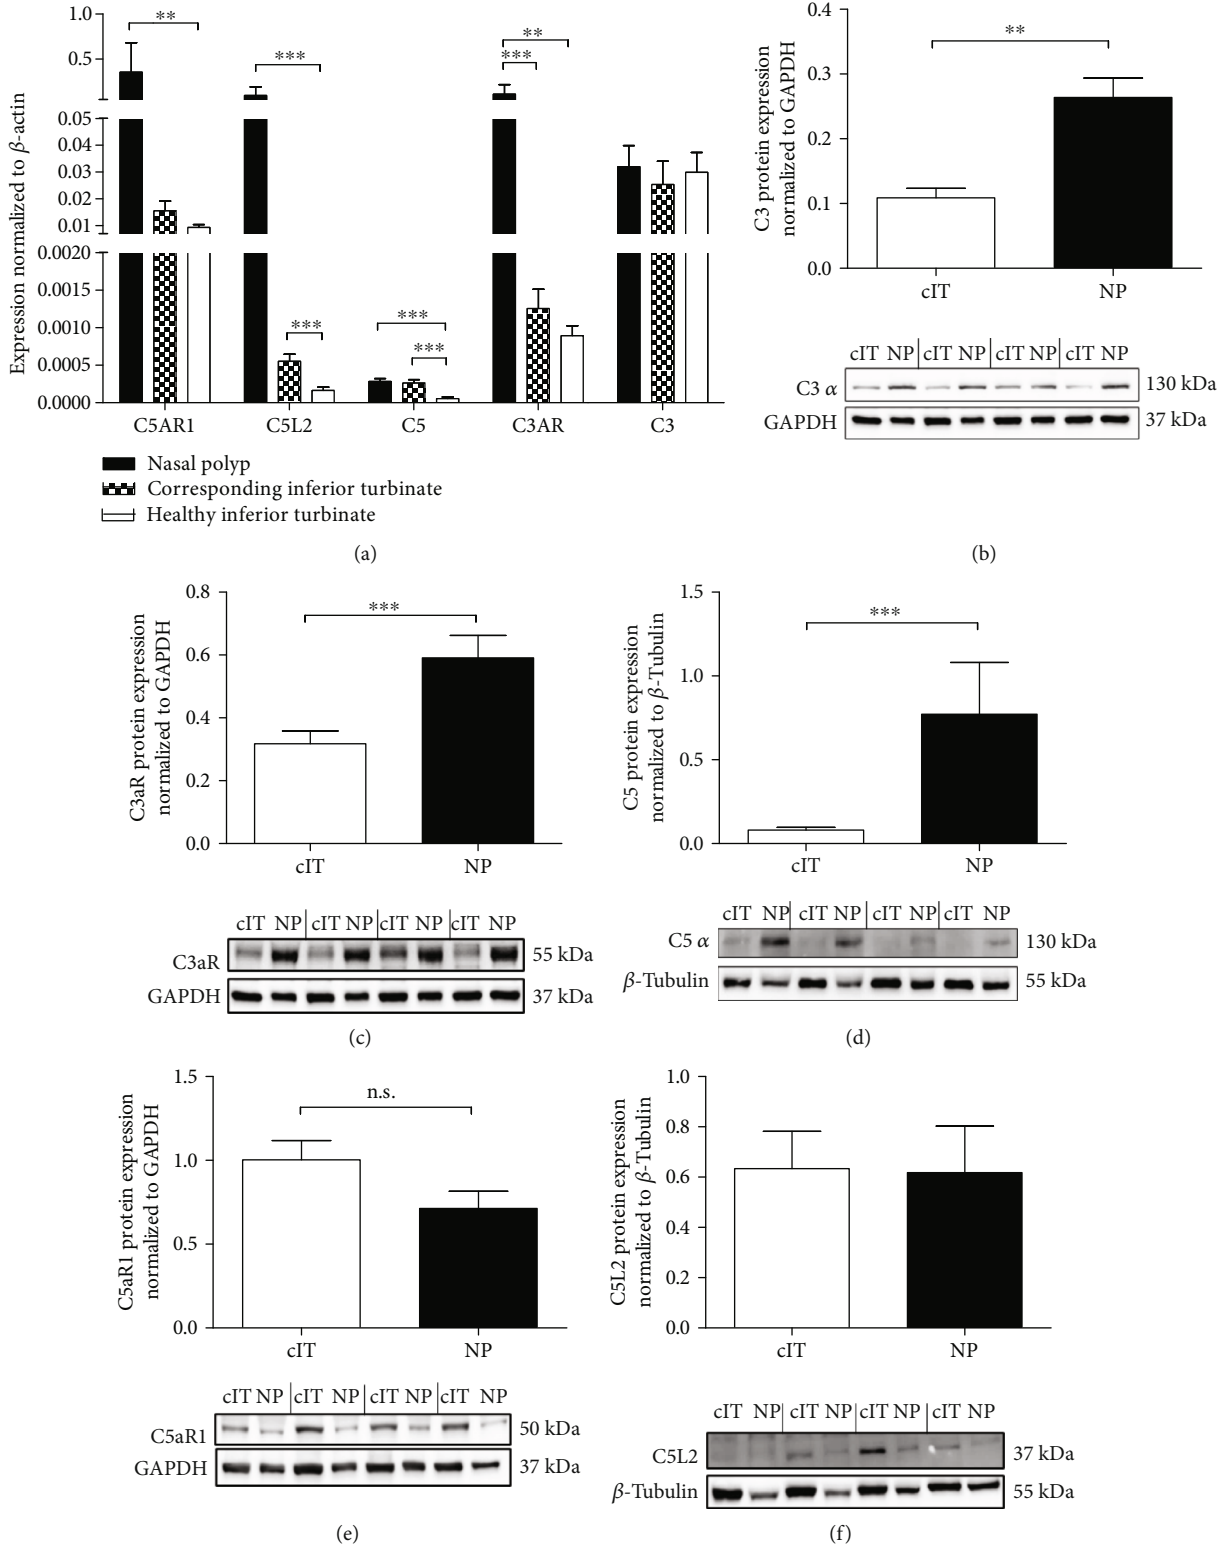 Expression normalized to β-actin
1.0
0.5
0.05
0.04
0.03
0.02
0.01
0.0020
0.0015
0.0010
0.0005
0.0000
**
***
***
***
***
**
***
C5AR1 C5L2 C5 C3AR C3
Nasal polyp
Corresponding inferior turbinate
Healthy inferior turbinate
(a)
C3 protein expression
normalized to GAPDH
0.4
0.3
0.2
0.1
0.0
**
cIT NP
cIT NP cIT NP cIT NP cIT NP
C3 α 130 kDa
GAPDH 37 kDa
(b)
C3aR protein expression
normalized to GAPDH
0.8
0.6
0.4
0.2
0.0
***
cIT NP
cIT NP cIT NP cIT NP cIT NP
C3aR 55 kDa
GAPDH 37 kDa
(c)
C5 protein expression
normalized to β-Tubulin
1.5
1.0
0.5
0.0
***
cIT NP
cIT NP cIT NP cIT NP cIT NP
C5 α 130 kDa
β-Tubulin 55 kDa
(d)
C5aR1 protein expression
normalized to GAPDH
1.5
1.0
0.5
0.0
n.s.
cIT NP
cIT NP cIT NP cIT NP cIT NP
C5aR1 50 kDa
GAPDH 37 kDa
(e)
C5L2 protein expression
normalized to β-Tubulin
1.0
0.8
0.6
0.4
0.2
0.0
cIT NP
cIT NP cIT NP cIT NP cIT NP
C5L2 37 kDa
β-Tubulin 55 kDa
(f)